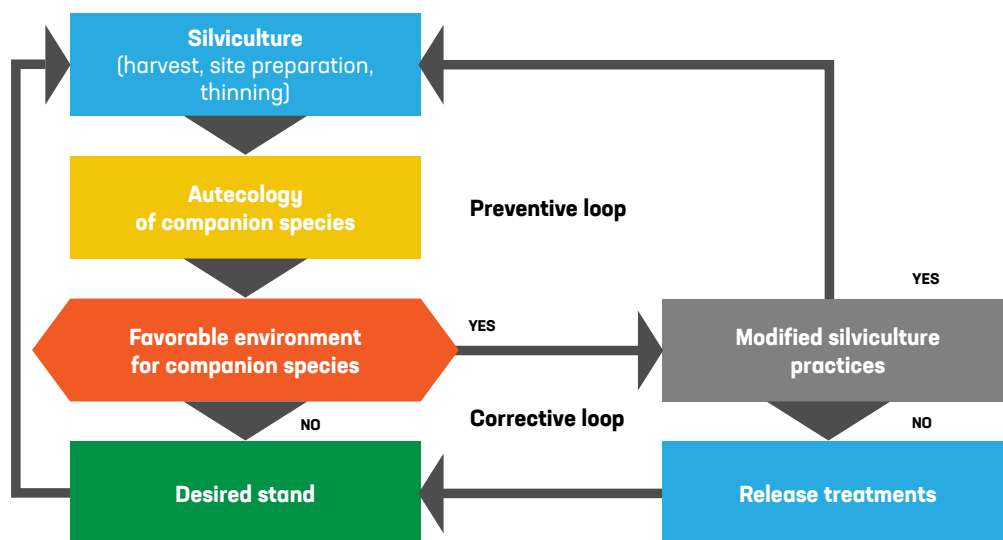 Silviculture
(harvest, site preparation,
thinning)
Autecology
of companion species
Preventive loop
YES
Favorable environment
for companion species
YES
Modified silviculture
practices
NO
Corrective loop
NO
Desired stand
Release treatments